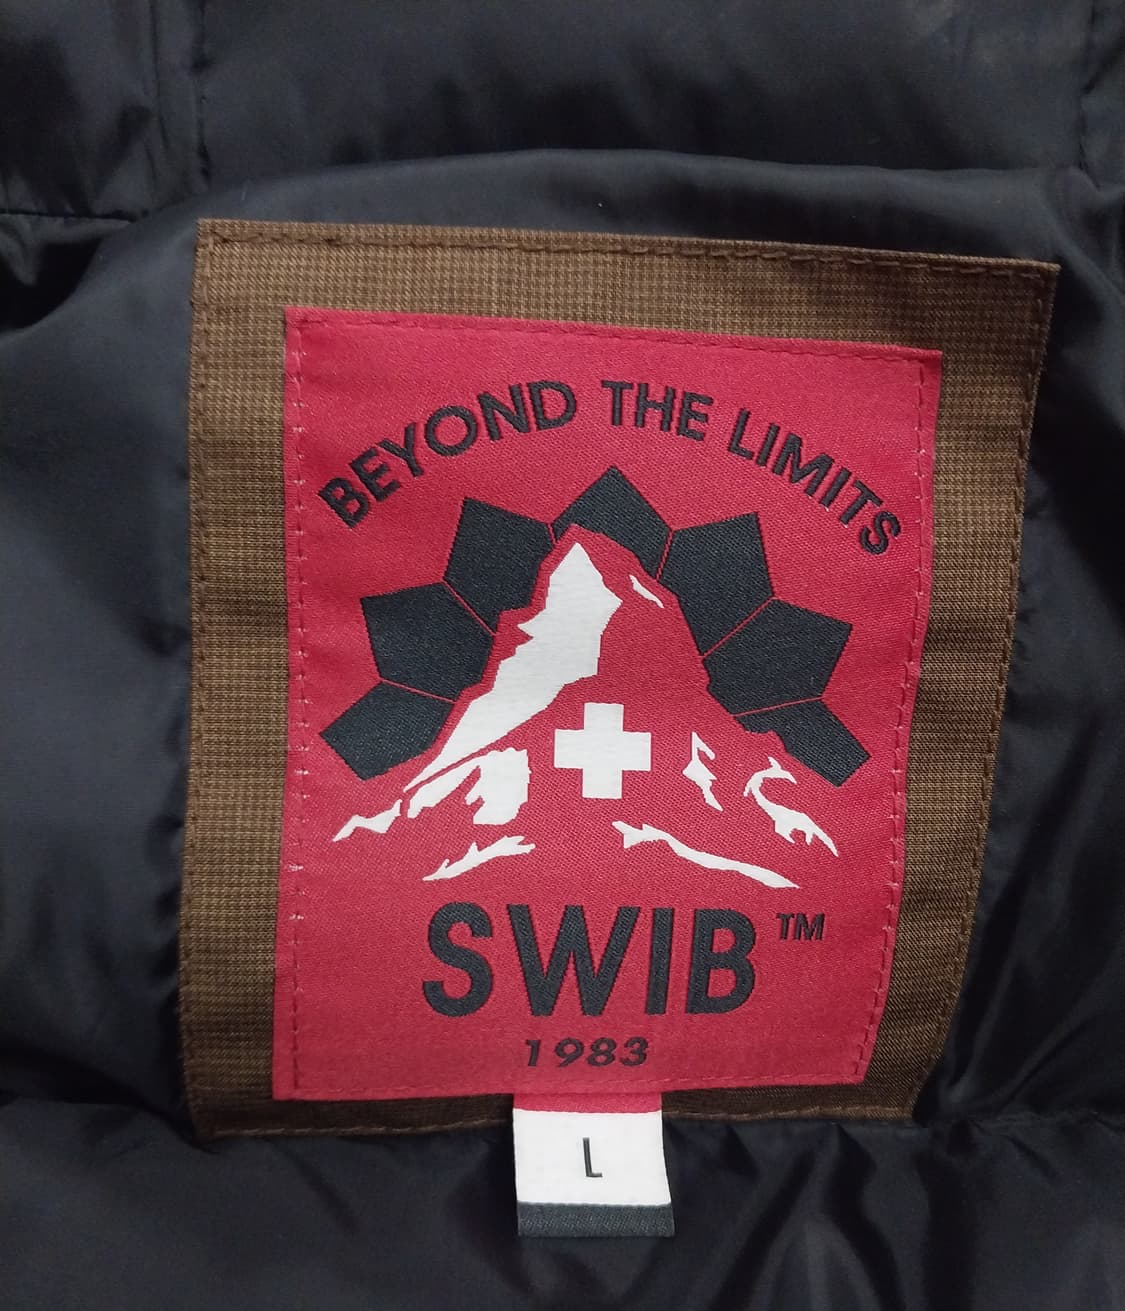 BEYOND THE LIMITS
SWIB™
1983
L